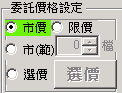 委託價格設定
市價 限價
市(範) 0 檔
選價 選價